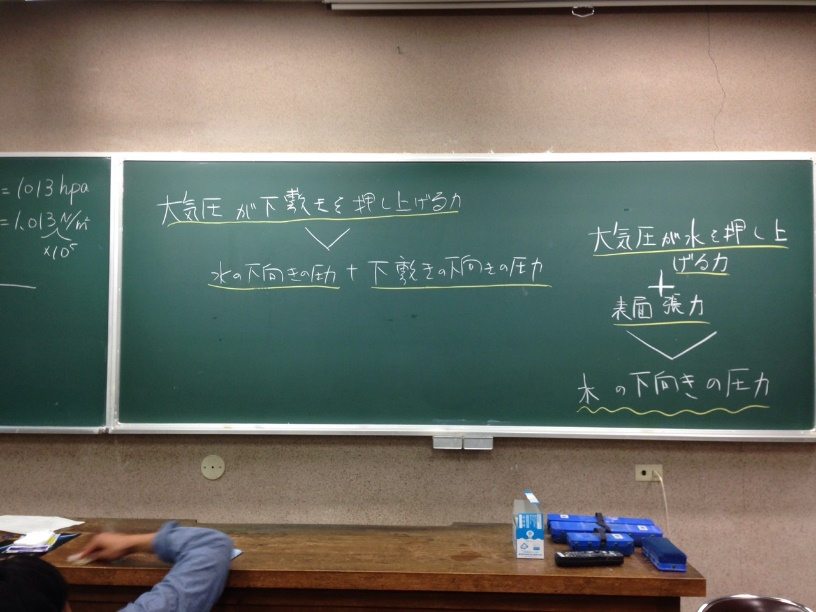 = 1013 hpa
= 1.013 N/m²
×10⁵
大気圧が下敷きを押し上げる力
水の下向きの圧力 + 下敷きの下向きの圧力
大気圧が水を押し上
げる力
+
表面張力
水の下向きの圧力